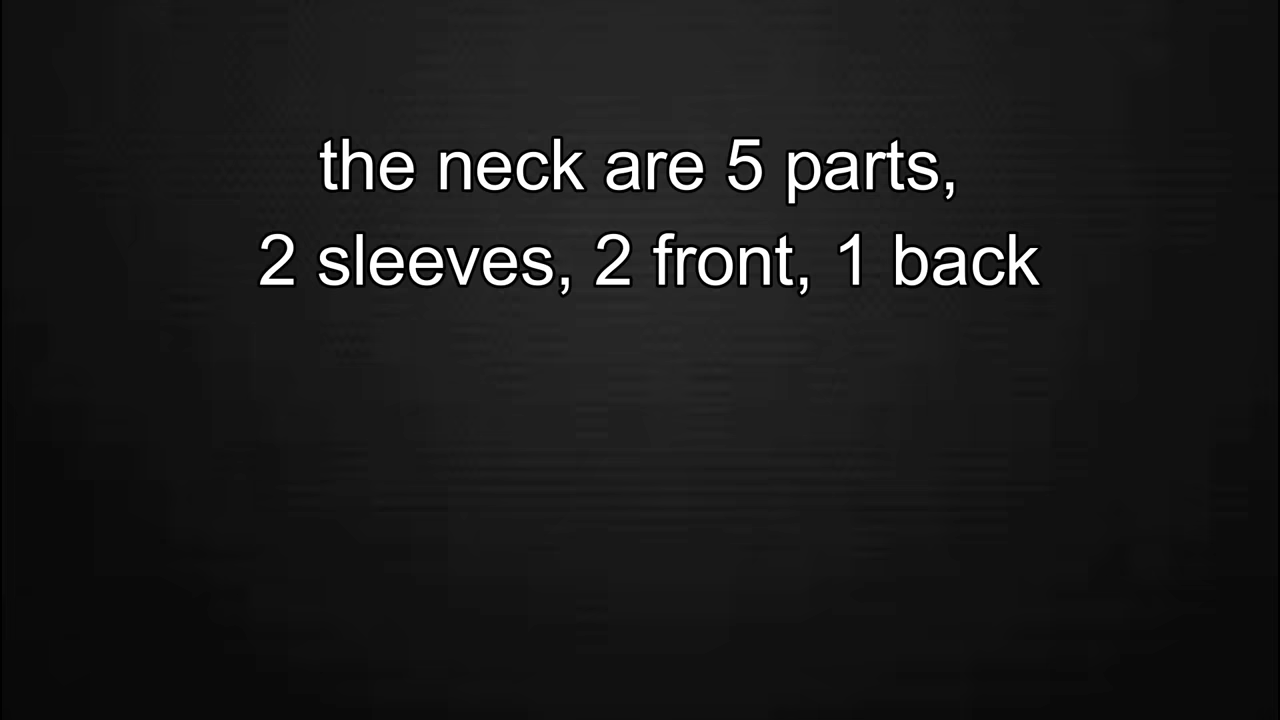 the neck are 5 parts,
2 sleeves, 2 front, 1 back